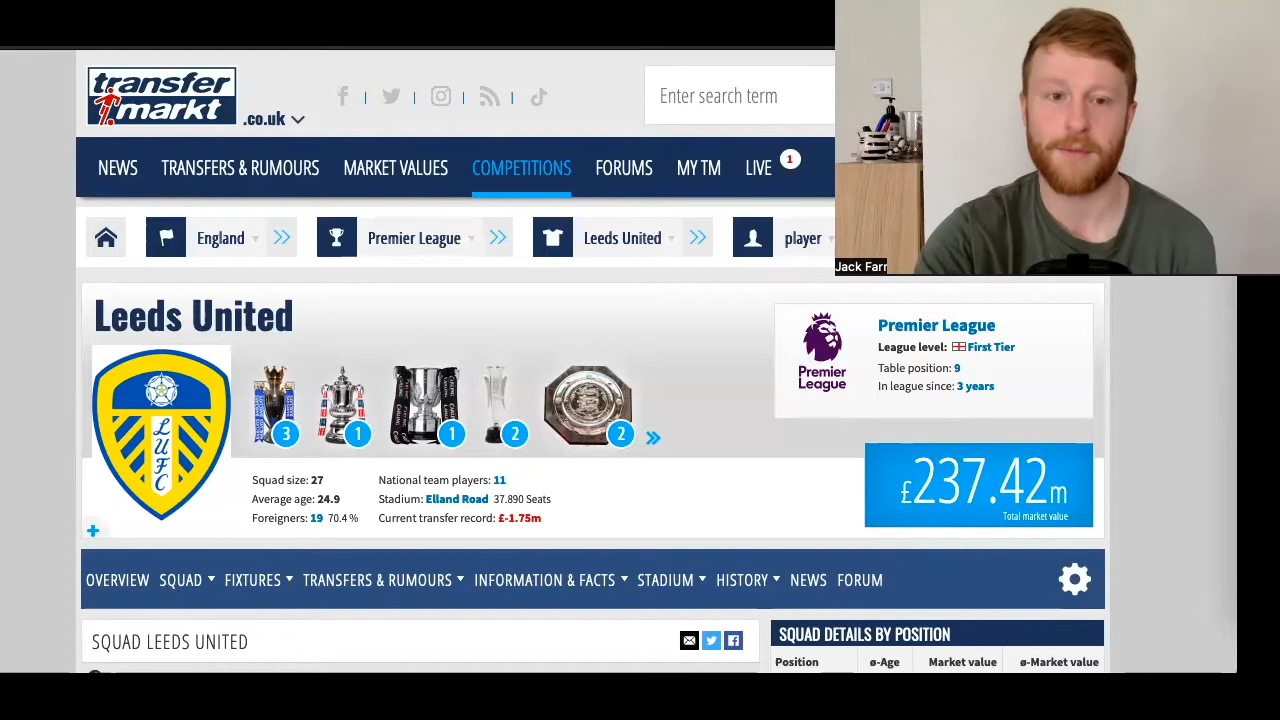 transfer
markt
.co.uk
Enter search term
NEWS TRANSFERS & RUMOURS MARKET VALUES COMPETITIONS FORUMS MY TM LIVE 1
England Premier League Leeds United player
Jack Farr
Leeds United
Premier League
League level: First Tier
Table position: 9
In league since: 3 years
Premier
League
LUFC
3 1 1 2 2
Squad size: 27 National team players: 11
Average age: 24.9 Stadium: Elland Road 37.890 Seats
Foreigners: 19 70.4 % Current transfer record: £-1.75m
£237.42m
Total market value
OVERVIEW SQUAD FIXTURES TRANSFERS & RUMOURS INFORMATION & FACTS STADIUM HISTORY NEWS FORUM
SQUAD LEEDS UNITED
SQUAD DETAILS BY POSITION
Position ø-Age Market value ø-Market value